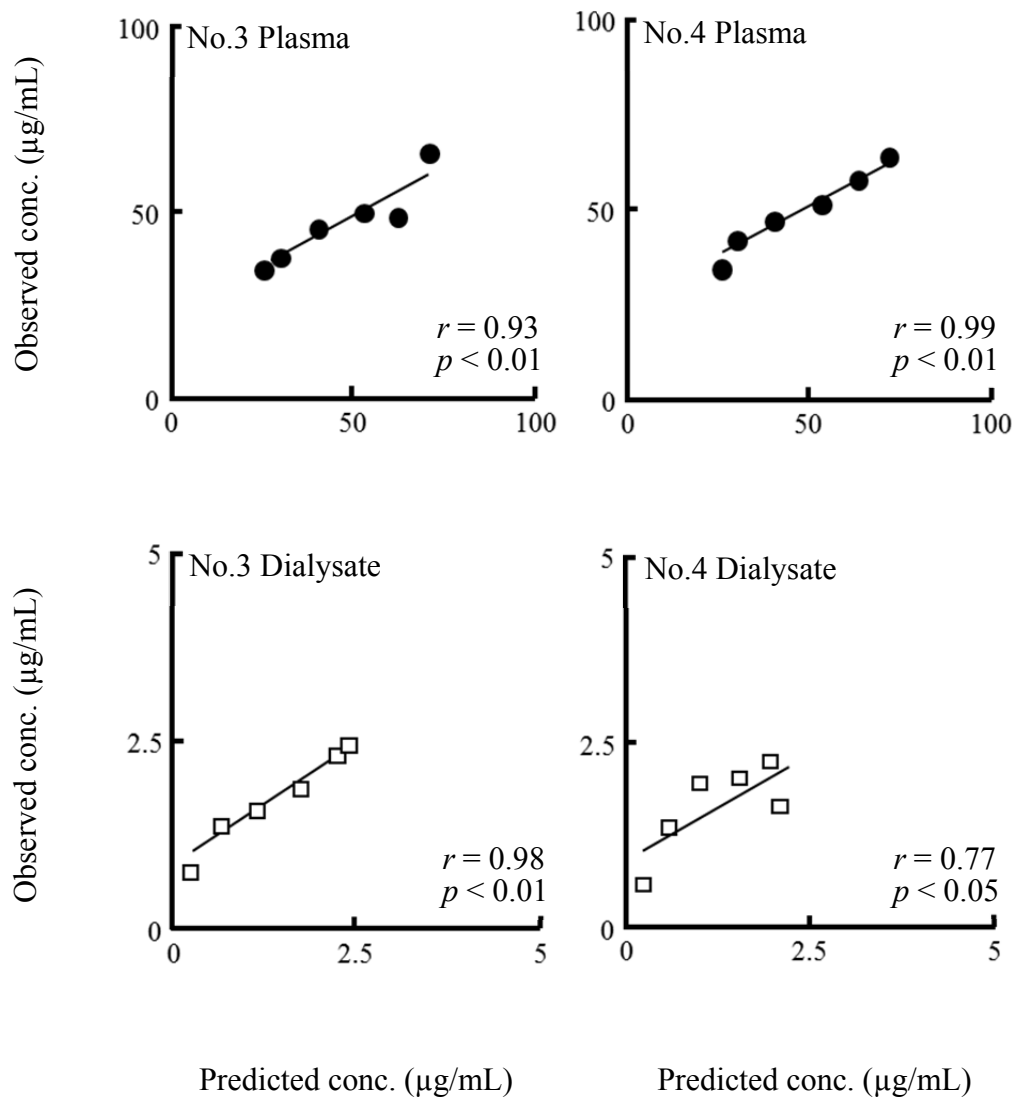 100
No.3 Plasma
50
0
0
50
100
r = 0.93
p < 0.01
Observed conc. (µg/mL)
100
No.4 Plasma
50
0
0
50
100
r = 0.99
p < 0.01
5
No.3 Dialysate
2.5
0
0
2.5
5
r = 0.98
p < 0.01
Observed conc. (µg/mL)
Predicted conc. (µg/mL)
5
No.4 Dialysate
2.5
0
0
2.5
5
r = 0.77
p < 0.05
Predicted conc. (µg/mL)